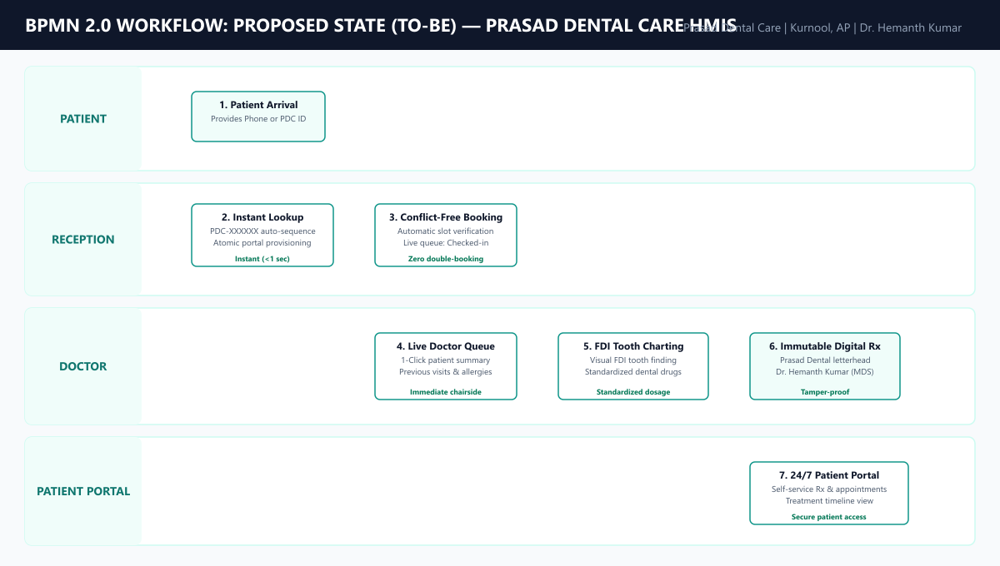 BPMN 2.0 WORKFLOW: PROPOSED STATE (TO-BE) — PRASAD DENTAL CARE HMIS
Prasad Dental Care | Kurnool, AP | Dr. Hemanth Kumar
PATIENT
1. Patient Arrival
Provides Phone or PDC ID
RECEPTION
2. Instant Lookup
PDC-XXXXXX auto-sequence
Atomic portal provisioning
Instant (<1 sec)
3. Conflict-Free Booking
Automatic slot verification
Live queue: Checked-in
Zero double-booking
DOCTOR
4. Live Doctor Queue
1-Click patient summary
Previous visits & allergies
Immediate chairside
5. FDI Tooth Charting
Visual FDI tooth finding
Standardized dental drugs
Standardized dosage
6. Immutable Digital Rx
Prasad Dental letterhead
Dr. Hemanth Kumar (MDS)
Tamper-proof
PATIENT PORTAL
7. 24/7 Patient Portal
Self-service Rx & appointments
Treatment timeline view
Secure patient access